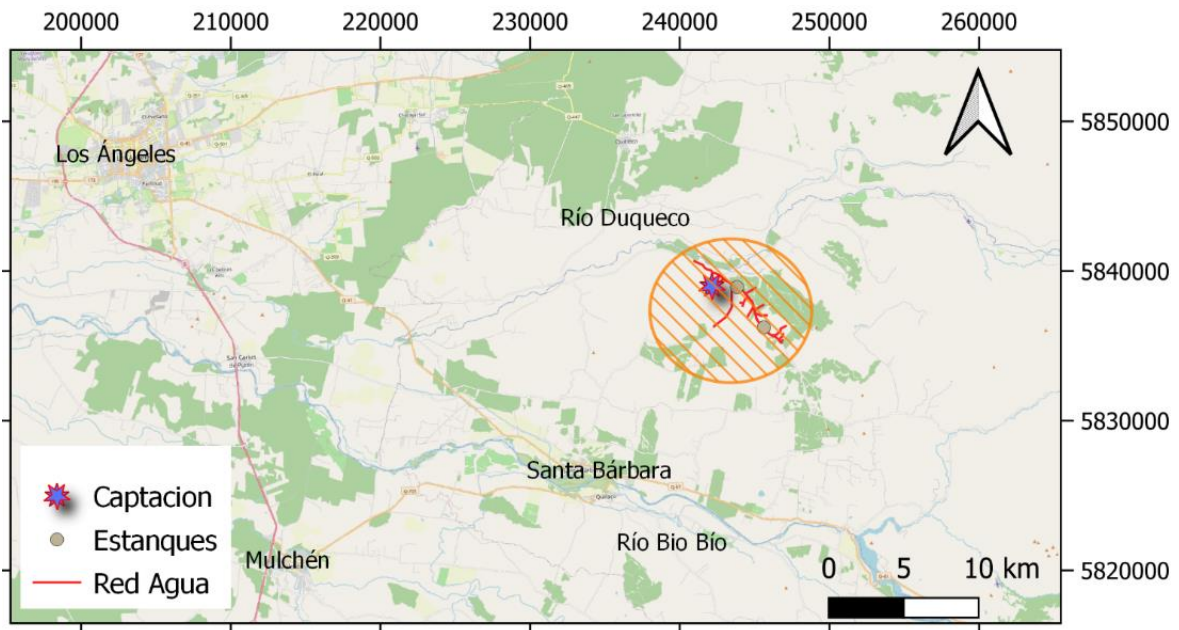 200000 210000 220000 230000 240000 250000 260000
5850000
Los Ángeles
Río Duqueco
5840000
5830000
Santa Bárbara
Captacion
Estanques
Río Bio Bío
Mulchén
Red Agua
0 5 10 km
5820000